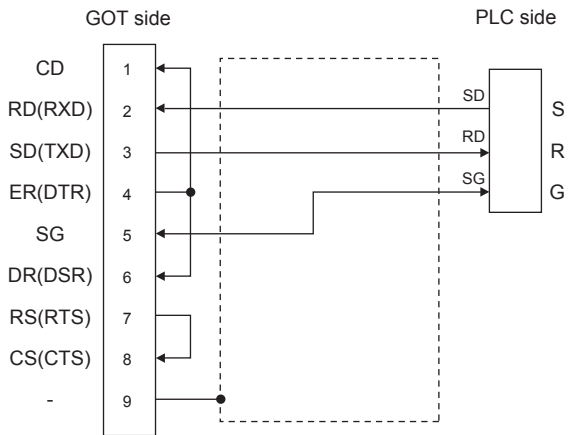 GOT side PLC side
CD 1
RD(RXD) 2 SD S
SD(TXD) 3 RD R
ER(DTR) 4 SG G
SG 5
DR(DSR) 6
RS(RTS) 7
CS(CTS) 8
- 9